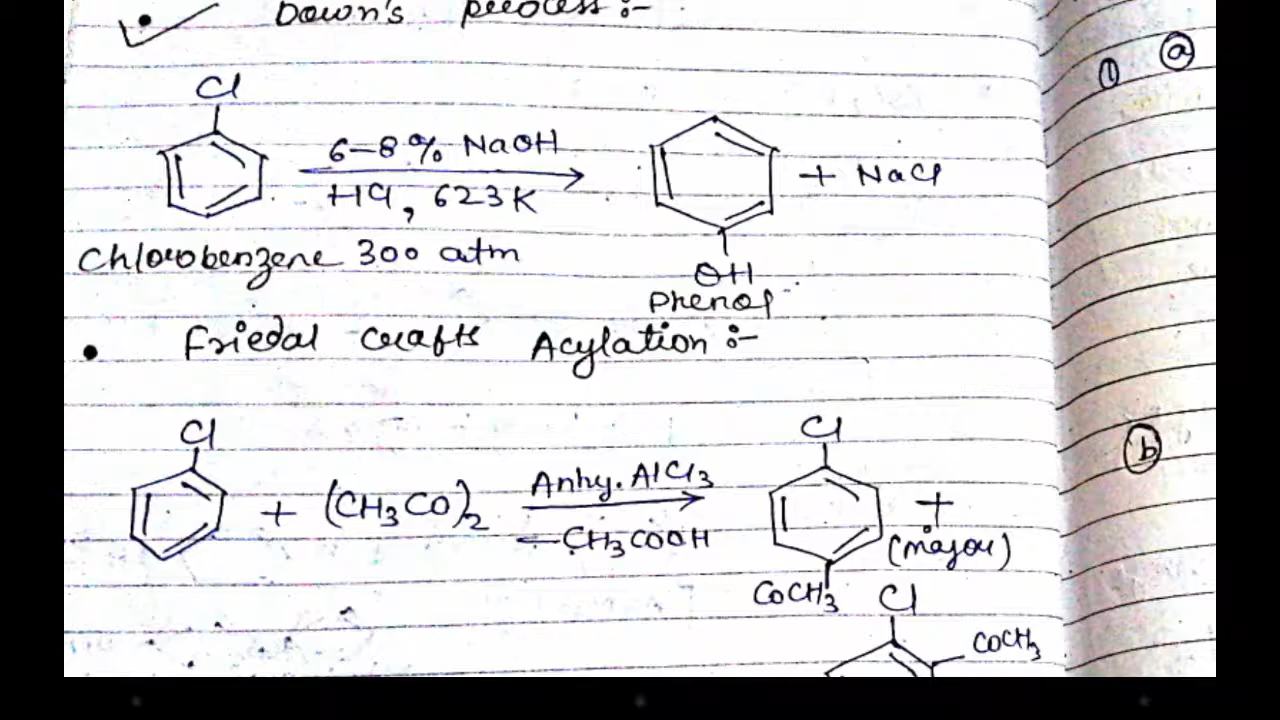 Down's process :-
① ⓐ
Cl
6-8% NaOH
+ NaCl
HCl, 623K
Chlorobenzene 300 atm
OH
Phenol
• Friedal crafts Acylation :-
ⓑ
Cl
Cl
+ (CH3CO)2
Anhy. AlCl3
+
-CH3COOH
(major)
COCH3
Cl
COCH3